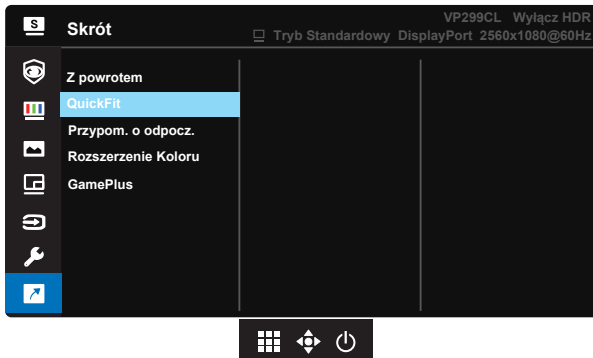 S
Skrót
VP299CL Wyłącz HDR
Tryb Standardowy DisplayPort 2560x1080@60Hz
Z powrotem
QuickFit
Przypom. o odpocz.
Rozszerzenie Koloru
GamePlus